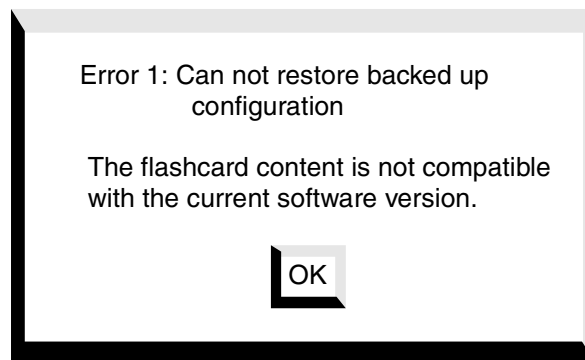 Error 1: Can not restore backed up
configuration
The flashcard content is not compatible
with the current software version.
OK